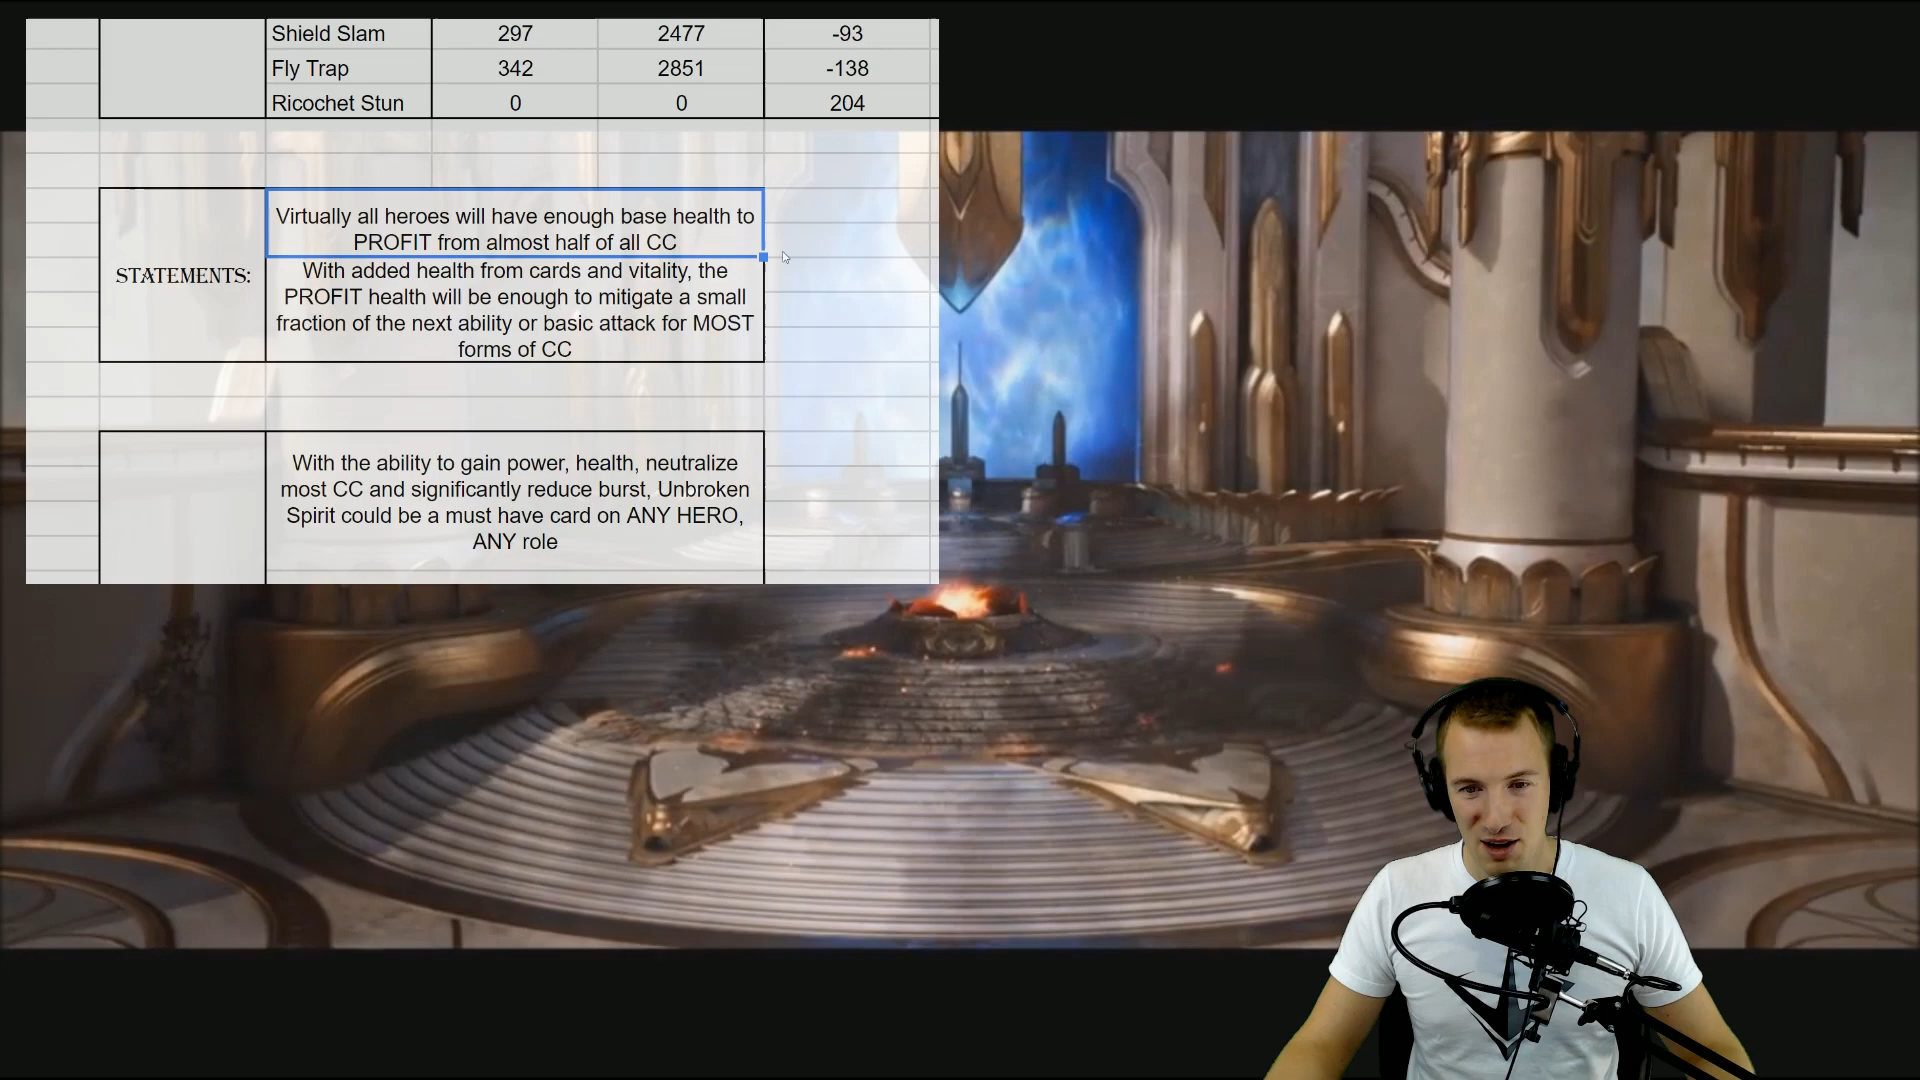 Shield Slam 297 2477 -93
Fly Trap 342 2851 -138
Ricochet Stun 0 0 204
Virtually all heroes will have enough base health to
PROFIT from almost half of all CC
STATEMENTS:
With added health from cards and vitality, the
PROFIT health will be enough to mitigate a small
fraction of the next ability or basic attack for MOST
forms of CC
With the ability to gain power, health, neutralize
most CC and significantly reduce burst, Unbroken
Spirit could be a must have card on ANY HERO,
ANY role